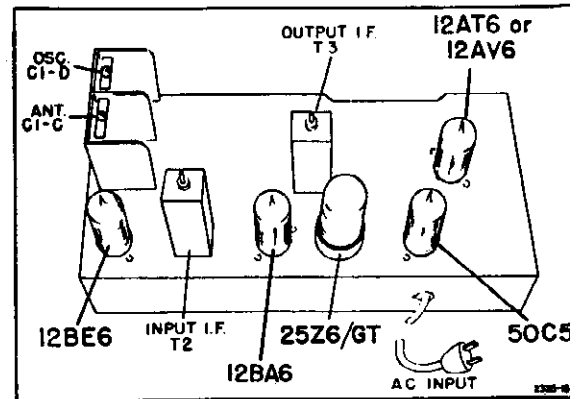 12AT6 or
12AV6
OUTPUT I.F.
T3
OSC.
C1-D
ANT.
C1-C
12BE6
INPUT I.F.
T2
12BA6
25Z6/GT
50C5
AC INPUT